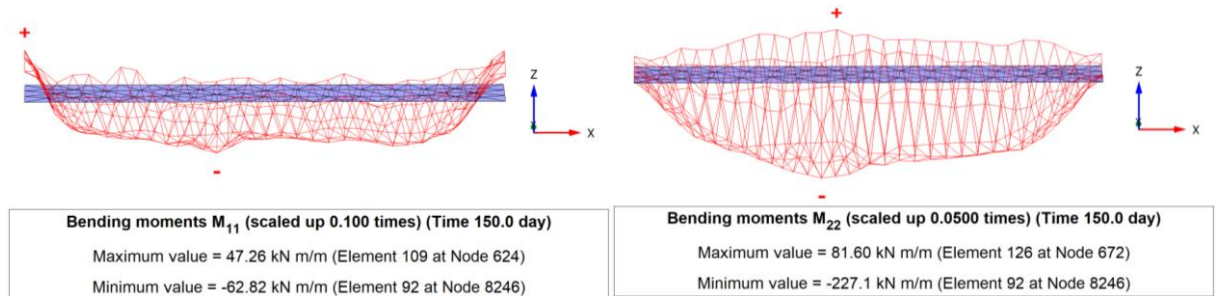 +
Z
X
-
Bending moments M₁₁ (scaled up 0.100 times) (Time 150.0 day)
Maximum value = 47.26 kN m/m (Element 109 at Node 624)
Minimum value = -62.82 kN m/m (Element 92 at Node 8246)
+
Z
X
-
Bending moments M₂₂ (scaled up 0.0500 times) (Time 150.0 day)
Maximum value = 81.60 kN m/m (Element 126 at Node 672)
Minimum value = -227.1 kN m/m (Element 92 at Node 8246)